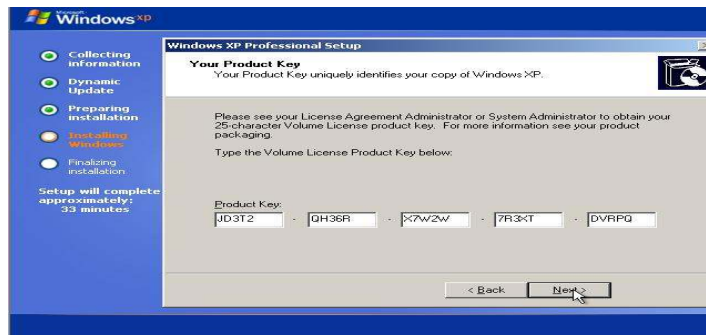 Microsoft
Windows xp
Collecting
information
Dynamic
Update
Preparing
installation
Installing
Windows
Finalizing
installation
Setup will complete
approximately:
33 minutes
Windows XP Professional Setup
Your Product Key
Your Product Key uniquely identifies your copy of Windows XP.
Please see your License Agreement Administrator or System Administrator to obtain your
25-character Volume License product key. For more information see your product
packaging.
Type the Volume License Product Key below:
Product Key:
JD3T2 - QH36R - X7W2W - 7R3XT - DVRPQ
< Back Next >